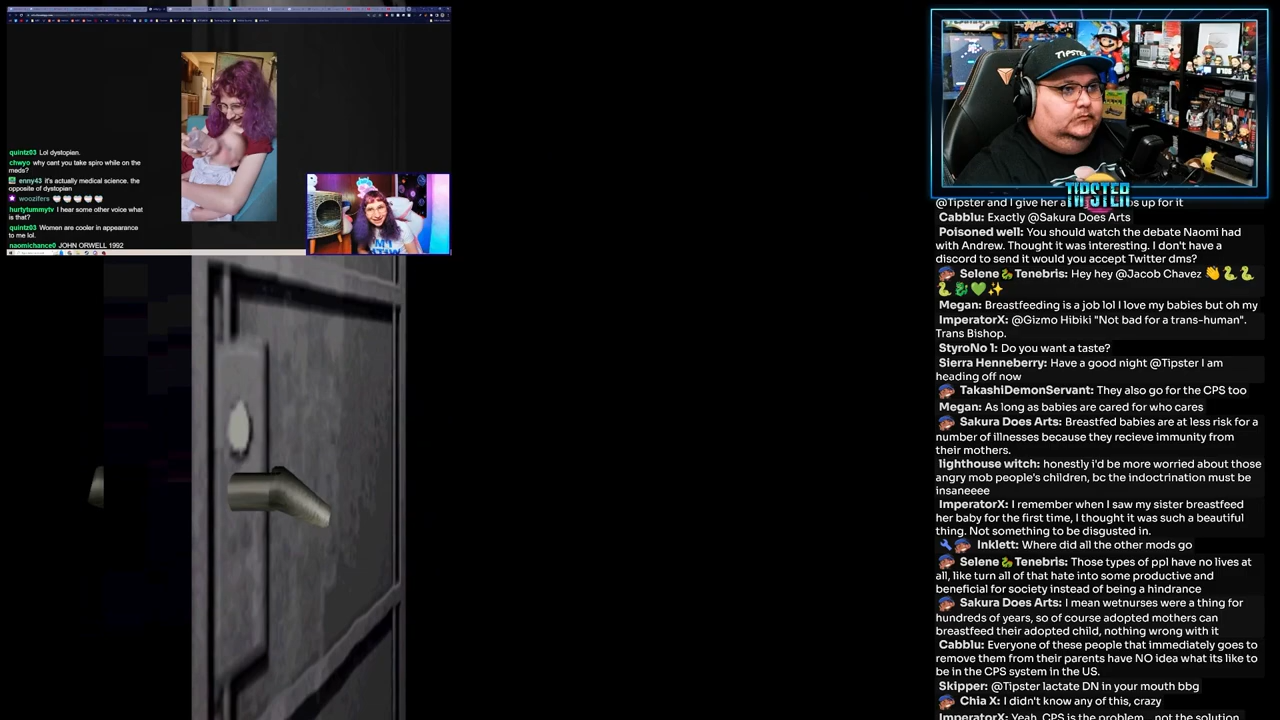 quintz03 Lol dystopian.
chwyo why cant you take spiro while on the
meds?
enny43 it's actually medical science. the
opposite of dystopian
woozifers
hurtytummytv I hear some other voice what
is that?
quintz03 Women are cooler in appearance
to me lol.
naomichance0 JOHN ORWELL 1992
TIPSTER
TIPSTER
@Tipster and I give her a up for it
Cabblu: Exactly @Sakura Does Arts
Poisoned well: You should watch the debate Naomi had
with Andrew. Thought it was interesting. I don't have a
discord to send it would you accept Twitter dms?
Selene🐍Tenebris: Hey hey @Jacob Chavez 👋🐍🐍
🐍🐉💚✨
Megan: Breastfeeding is a job lol I love my babies but oh my
ImperatorX: @Gizmo Hibiki "Not bad for a trans-human".
Trans Bishop.
StyroNo 1: Do you want a taste?
Sierra Henneberry: Have a good night @Tipster I am
heading off now
TakashiDemonServant: They also go for the CPS too
Megan: As long as babies are cared for who cares
Sakura Does Arts: Breastfed babies are at less risk for a
number of illnesses because they recieve immunity from
their mothers.
lighthouse witch: honestly i'd be more worried about those
angry mob people's children, bc the indoctrination must be
insaneeee
ImperatorX: I remember when I saw my sister breastfeed
her baby for the first time, I thought it was such a beautiful
thing. Not something to be disgusted in.
Inklett: Where did all the other mods go
Selene🐍Tenebris: Those types of ppl have no lives at
all, like turn all of that hate into some productive and
beneficial for society instead of being a hindrance
Sakura Does Arts: I mean wetnurses were a thing for
hundreds of years, so of course adopted mothers can
breastfeed their adopted child, nothing wrong with it
Cabblu: Everyone of these people that immediately goes to
remove them from their parents have NO idea what its like to
be in the CPS system in the US.
Skipper: @Tipster lactate DN in your mouth bbg
Chia X: I didn't know any of this, crazy
ImperatorX: Yeah, CPS is the problem, not the solution